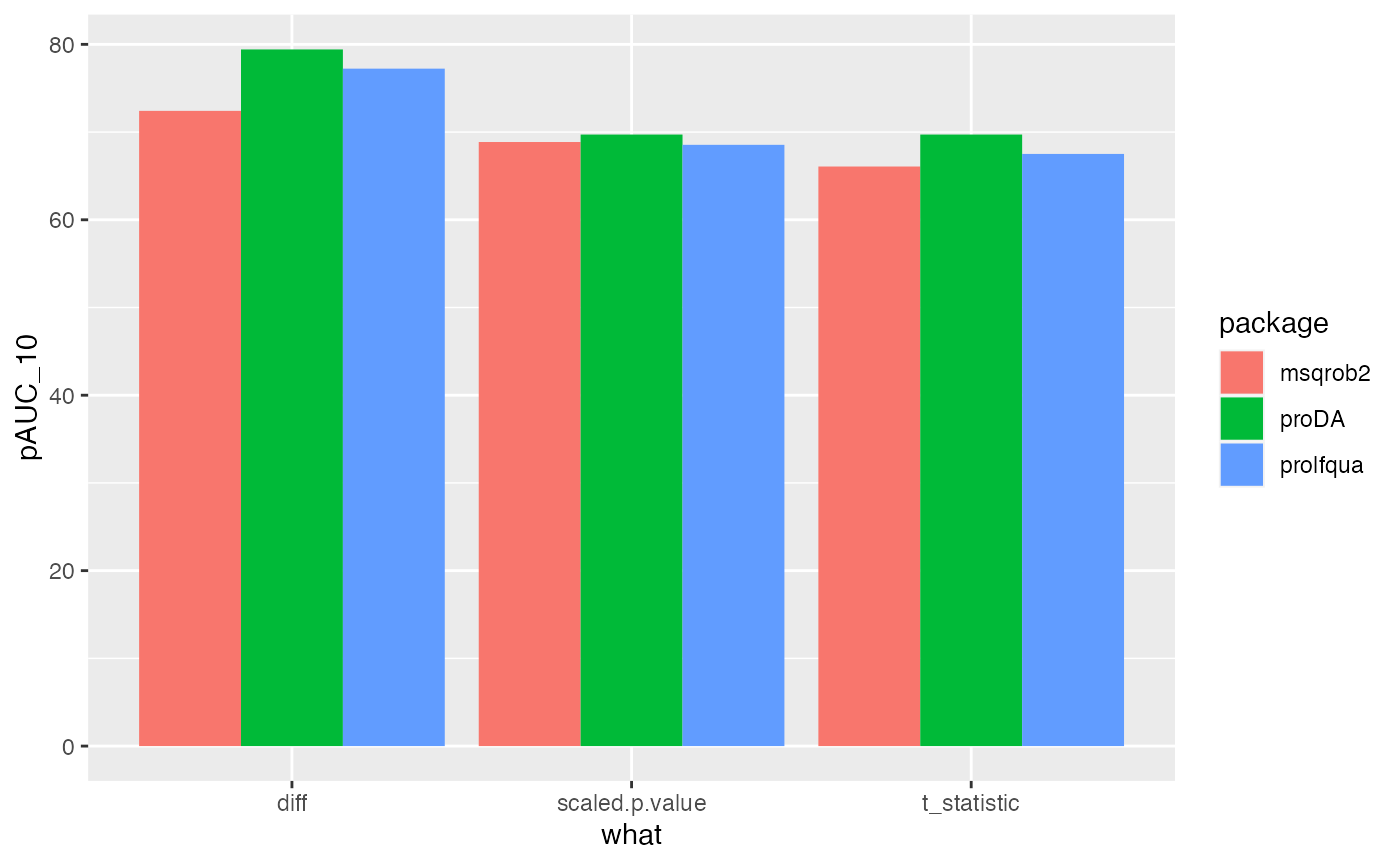 pAUC_10
80
60
40
20
0
diff
scaled.p.value
t_statistic
what
package
msqrob2
proDA
prolfqua